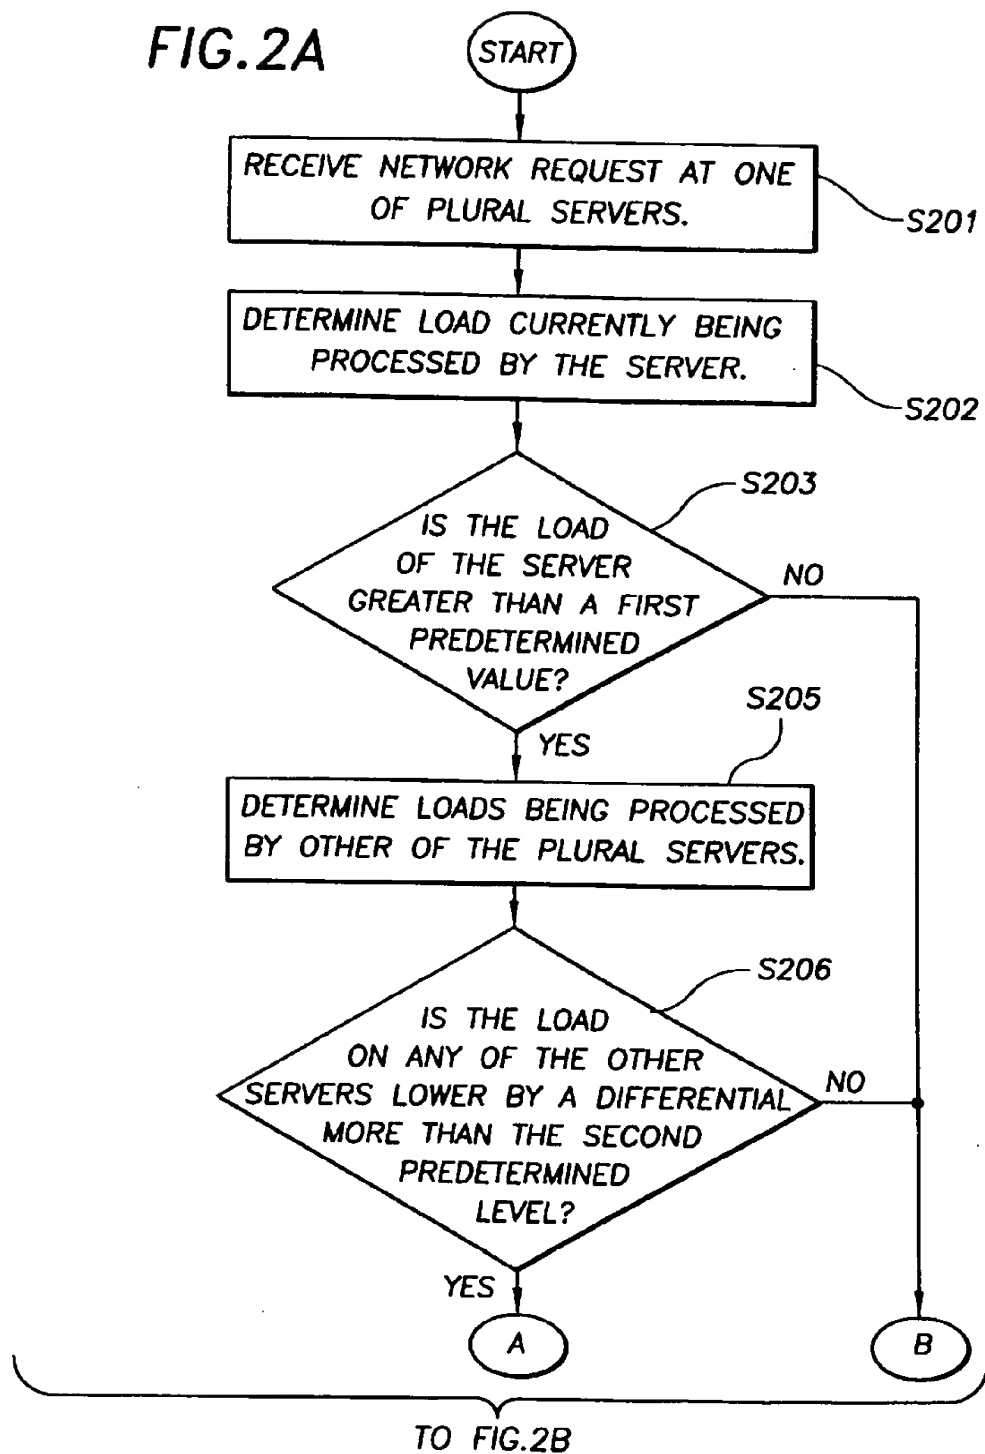 FIG.2A
START
RECEIVE NETWORK REQUEST AT ONE
OF PLURAL SERVERS.
S201
DETERMINE LOAD CURRENTLY BEING
PROCESSED BY THE SERVER.
S202
S203
IS THE LOAD
OF THE SERVER
GREATER THAN A FIRST
PREDETERMINED
VALUE?
NO
YES
S205
DETERMINE LOADS BEING PROCESSED
BY OTHER OF THE PLURAL SERVERS.
S206
IS THE LOAD
ON ANY OF THE OTHER
SERVERS LOWER BY A DIFFERENTIAL
MORE THAN THE SECOND
PREDETERMINED
LEVEL?
NO
YES
A
B
TO FIG.2B